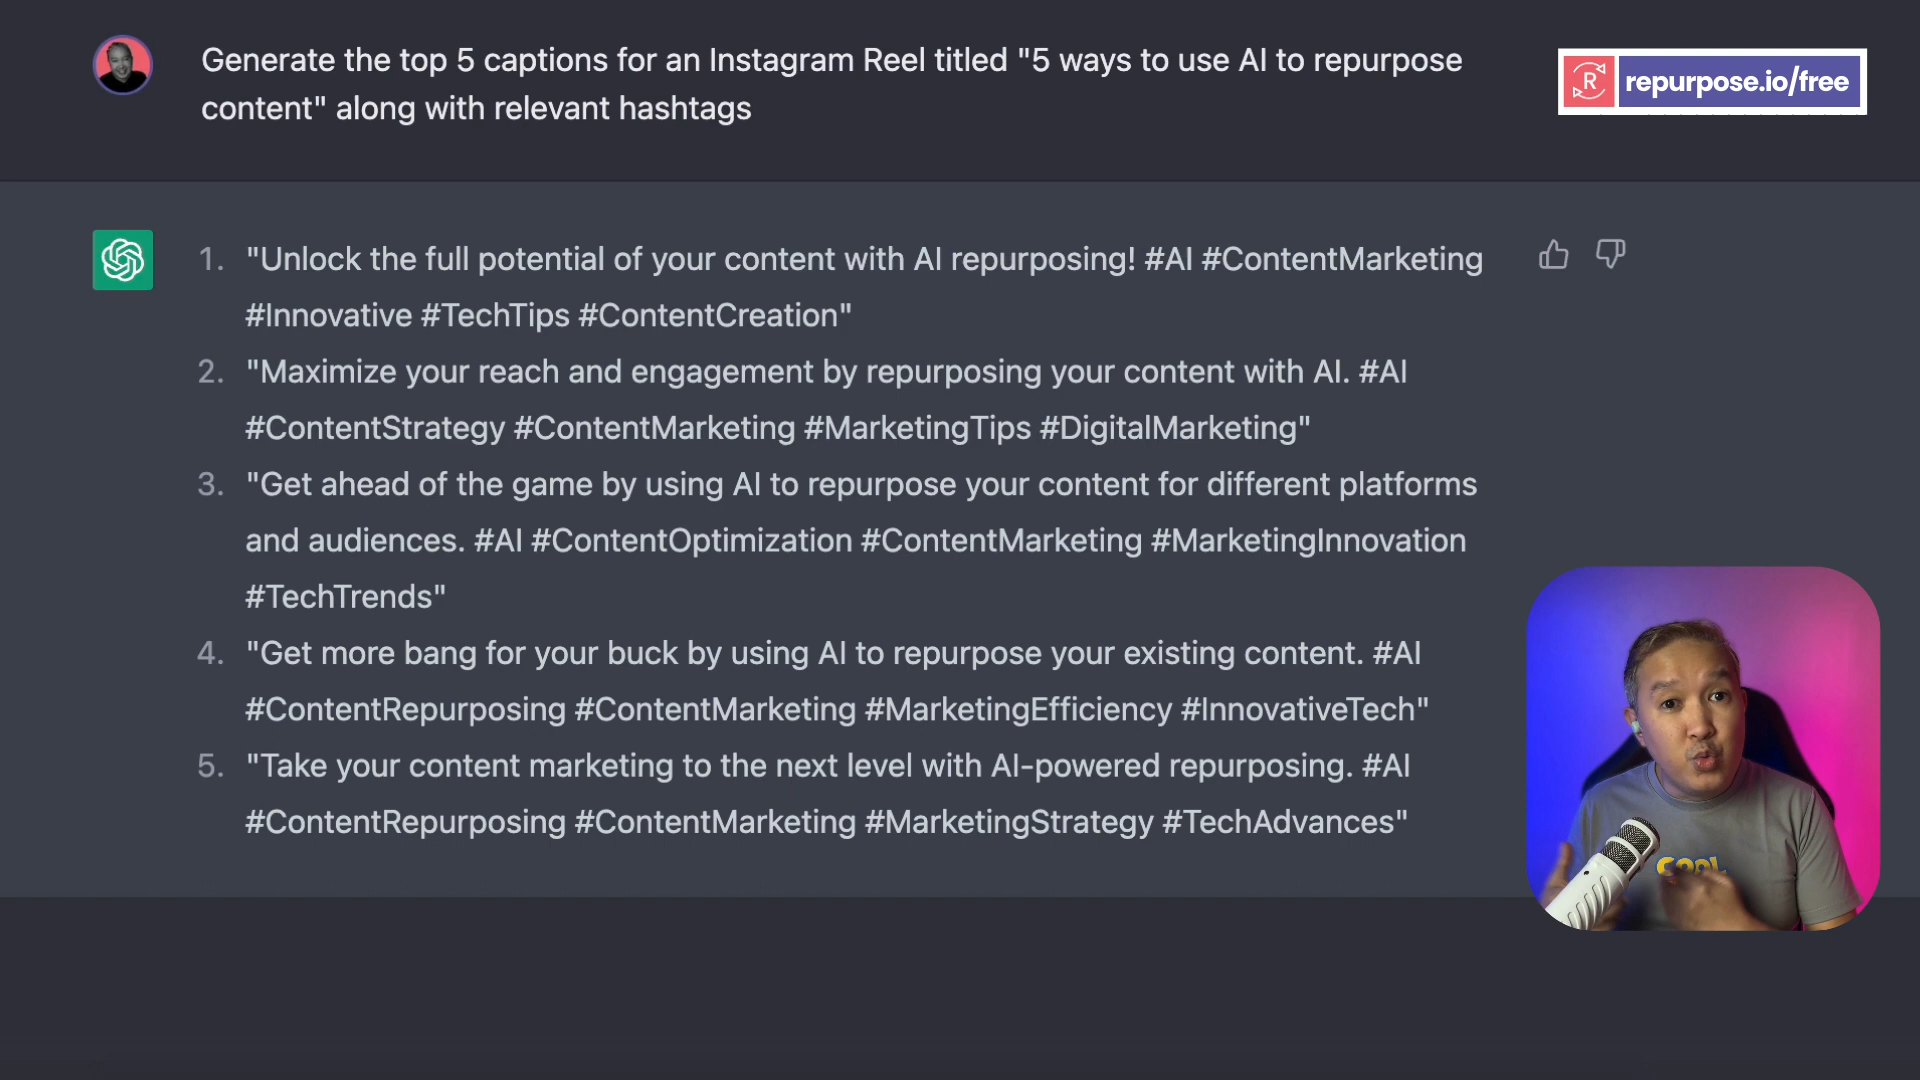 Generate the top 5 captions for an Instagram Reel titled "5 ways to use AI to repurpose
content" along with relevant hashtags
R repurpose.io/free
1. "Unlock the full potential of your content with AI repurposing! #AI #ContentMarketing
#Innovative #TechTips #ContentCreation"
2. "Maximize your reach and engagement by repurposing your content with AI. #AI
#ContentStrategy #ContentMarketing #MarketingTips #DigitalMarketing"
3. "Get ahead of the game by using AI to repurpose your content for different platforms
and audiences. #AI #ContentOptimization #ContentMarketing #MarketingInnovation
#TechTrends"
4. "Get more bang for your buck by using AI to repurpose your existing content. #AI
#ContentRepurposing #ContentMarketing #MarketingEfficiency #InnovativeTech"
5. "Take your content marketing to the next level with AI-powered repurposing. #AI
#ContentRepurposing #ContentMarketing #MarketingStrategy #TechAdvances"
COOL